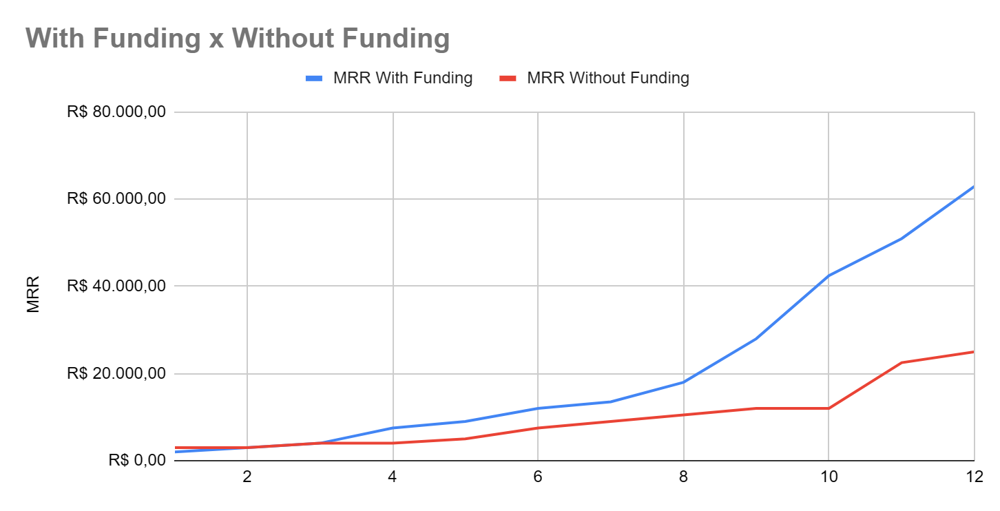 With Funding x Without Funding
MRR With Funding MRR Without Funding
R$ 80.000,00
R$ 60.000,00
R$ 40.000,00
R$ 20.000,00
R$ 0,00
MRR
2 4 6 8 10 12